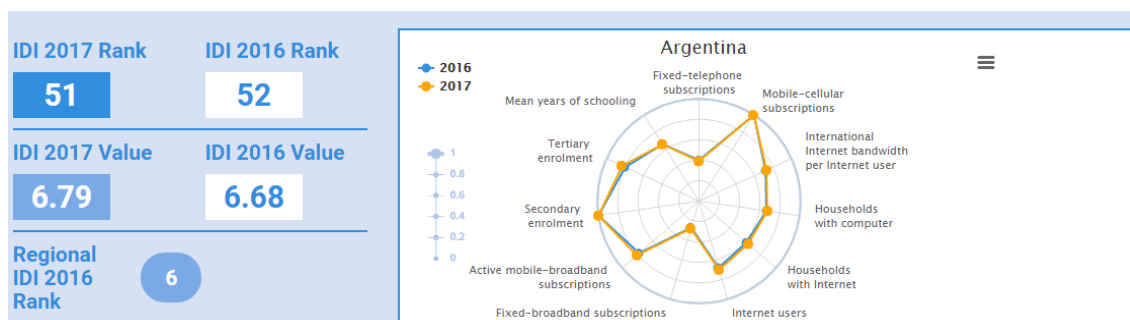 IDI 2017 Rank
IDI 2016 Rank
51
52
IDI 2017 Value
IDI 2016 Value
6.79
6.68
Regional
IDI 2016
Rank
6
Argentina
2016
2017
1
0.8
0.6
0.4
0.2
0
Fixed-telephone
subscriptions
Mobile-cellular
subscriptions
International
Internet bandwidth
per Internet user
Households
with computer
Households
with Internet
Internet users
Fixed-broadband subscriptions
Active mobile-broadband
subscriptions
Secondary
enrolment
Tertiary
enrolment
Mean years of schooling